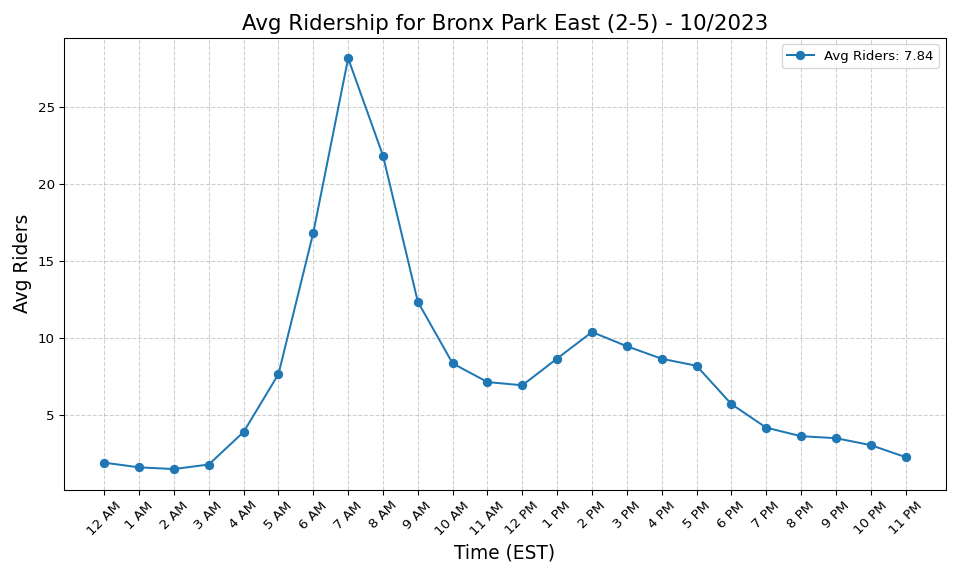 Avg Ridership for Bronx Park East (2-5) - 10/2023
Avg Riders: 7.84
Avg Riders
25
20
15
10
5
12 AM
1 AM
2 AM
3 AM
4 AM
5 AM
6 AM
7 AM
8 AM
9 AM
10 AM
11 AM
12 PM
1 PM
2 PM
3 PM
4 PM
5 PM
6 PM
7 PM
8 PM
9 PM
10 PM
11 PM
Time (EST)